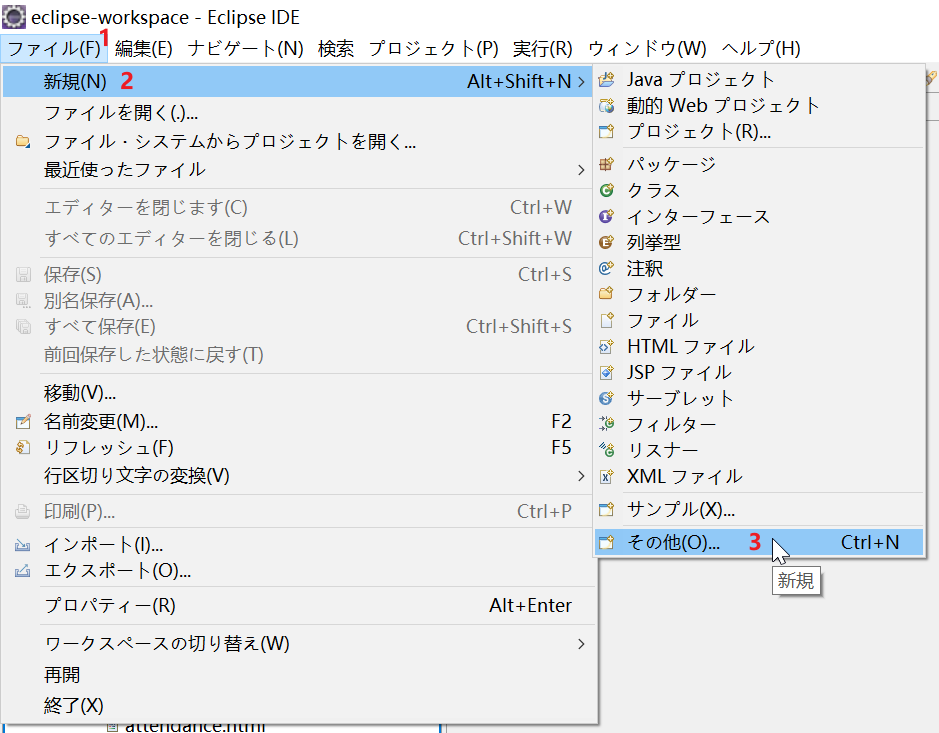 eclipse-workspace - Eclipse IDE
ファイル(F) 1 編集(E) ナビゲート(N) 検索 プロジェクト(P) 実行(R) ウィンドウ(W) ヘルプ(H)
新規(N) 2 Alt+Shift+N >
ファイルを開く(.)...
ファイル・システムからプロジェクトを開く...
最近使ったファイル >
エディターを閉じます(C) Ctrl+W
すべてのエディターを閉じる(L) Ctrl+Shift+W
保存(S) Ctrl+S
別名保存(A)...
すべて保存(E) Ctrl+Shift+S
前回保存した状態に戻す(T)
移動(V)...
名前変更(M)... F2
リフレッシュ(F) F5
行区切り文字の変換(V) >
印刷(P)... Ctrl+P
インポート(I)...
エクスポート(O)...
プロパティー(R) Alt+Enter
ワークスペースの切り替え(W) >
再開
終了(X)
attendance.html
Java プロジェクト
動的 Web プロジェクト
プロジェクト(R)...
パッケージ
クラス
インターフェース
列挙型
注釈
フォルダー
ファイル
HTML ファイル
JSP ファイル
サーブレット
フィルター
リスナー
XML ファイル
サンプル(X)...
その他(O)... 3 Ctrl+N
新規